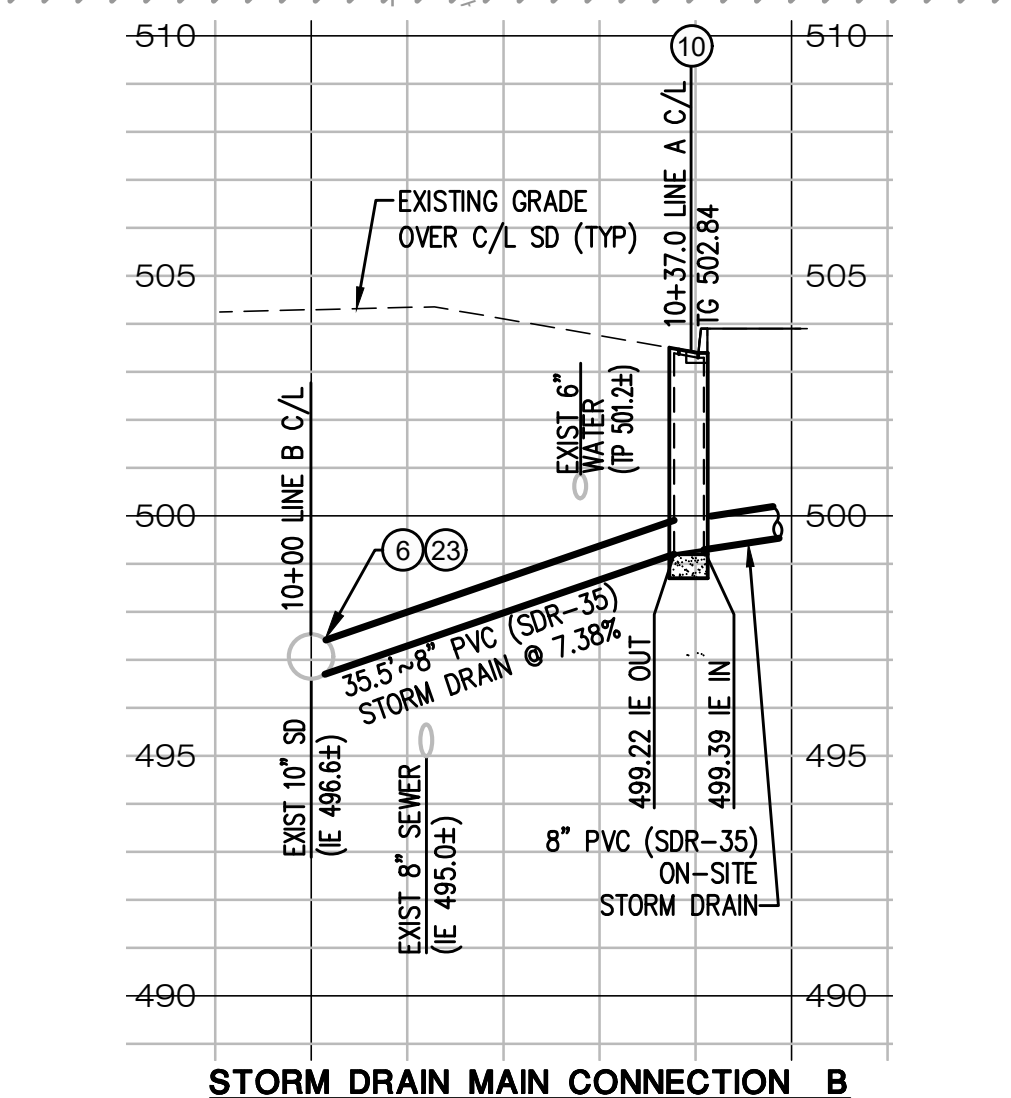 510
510
10
10+37.0 LINE A C/L
TG 502.84
EXISTING GRADE
OVER C/L SD (TYP)
505
505
10+00 LINE B C/L
EXIST 6"
WATER
(TP 501.2±)
500
500
6
23
35.5'~8" PVC (SDR-35)
STORM DRAIN @ 7.38%
499.22 IE OUT
499.39 IE IN
495
495
EXIST 10" SD
(IE 496.6±)
EXIST 8" SEWER
(IE 495.0±)
8" PVC (SDR-35)
ON-SITE
STORM DRAIN
490
490
STORM DRAIN MAIN CONNECTION B